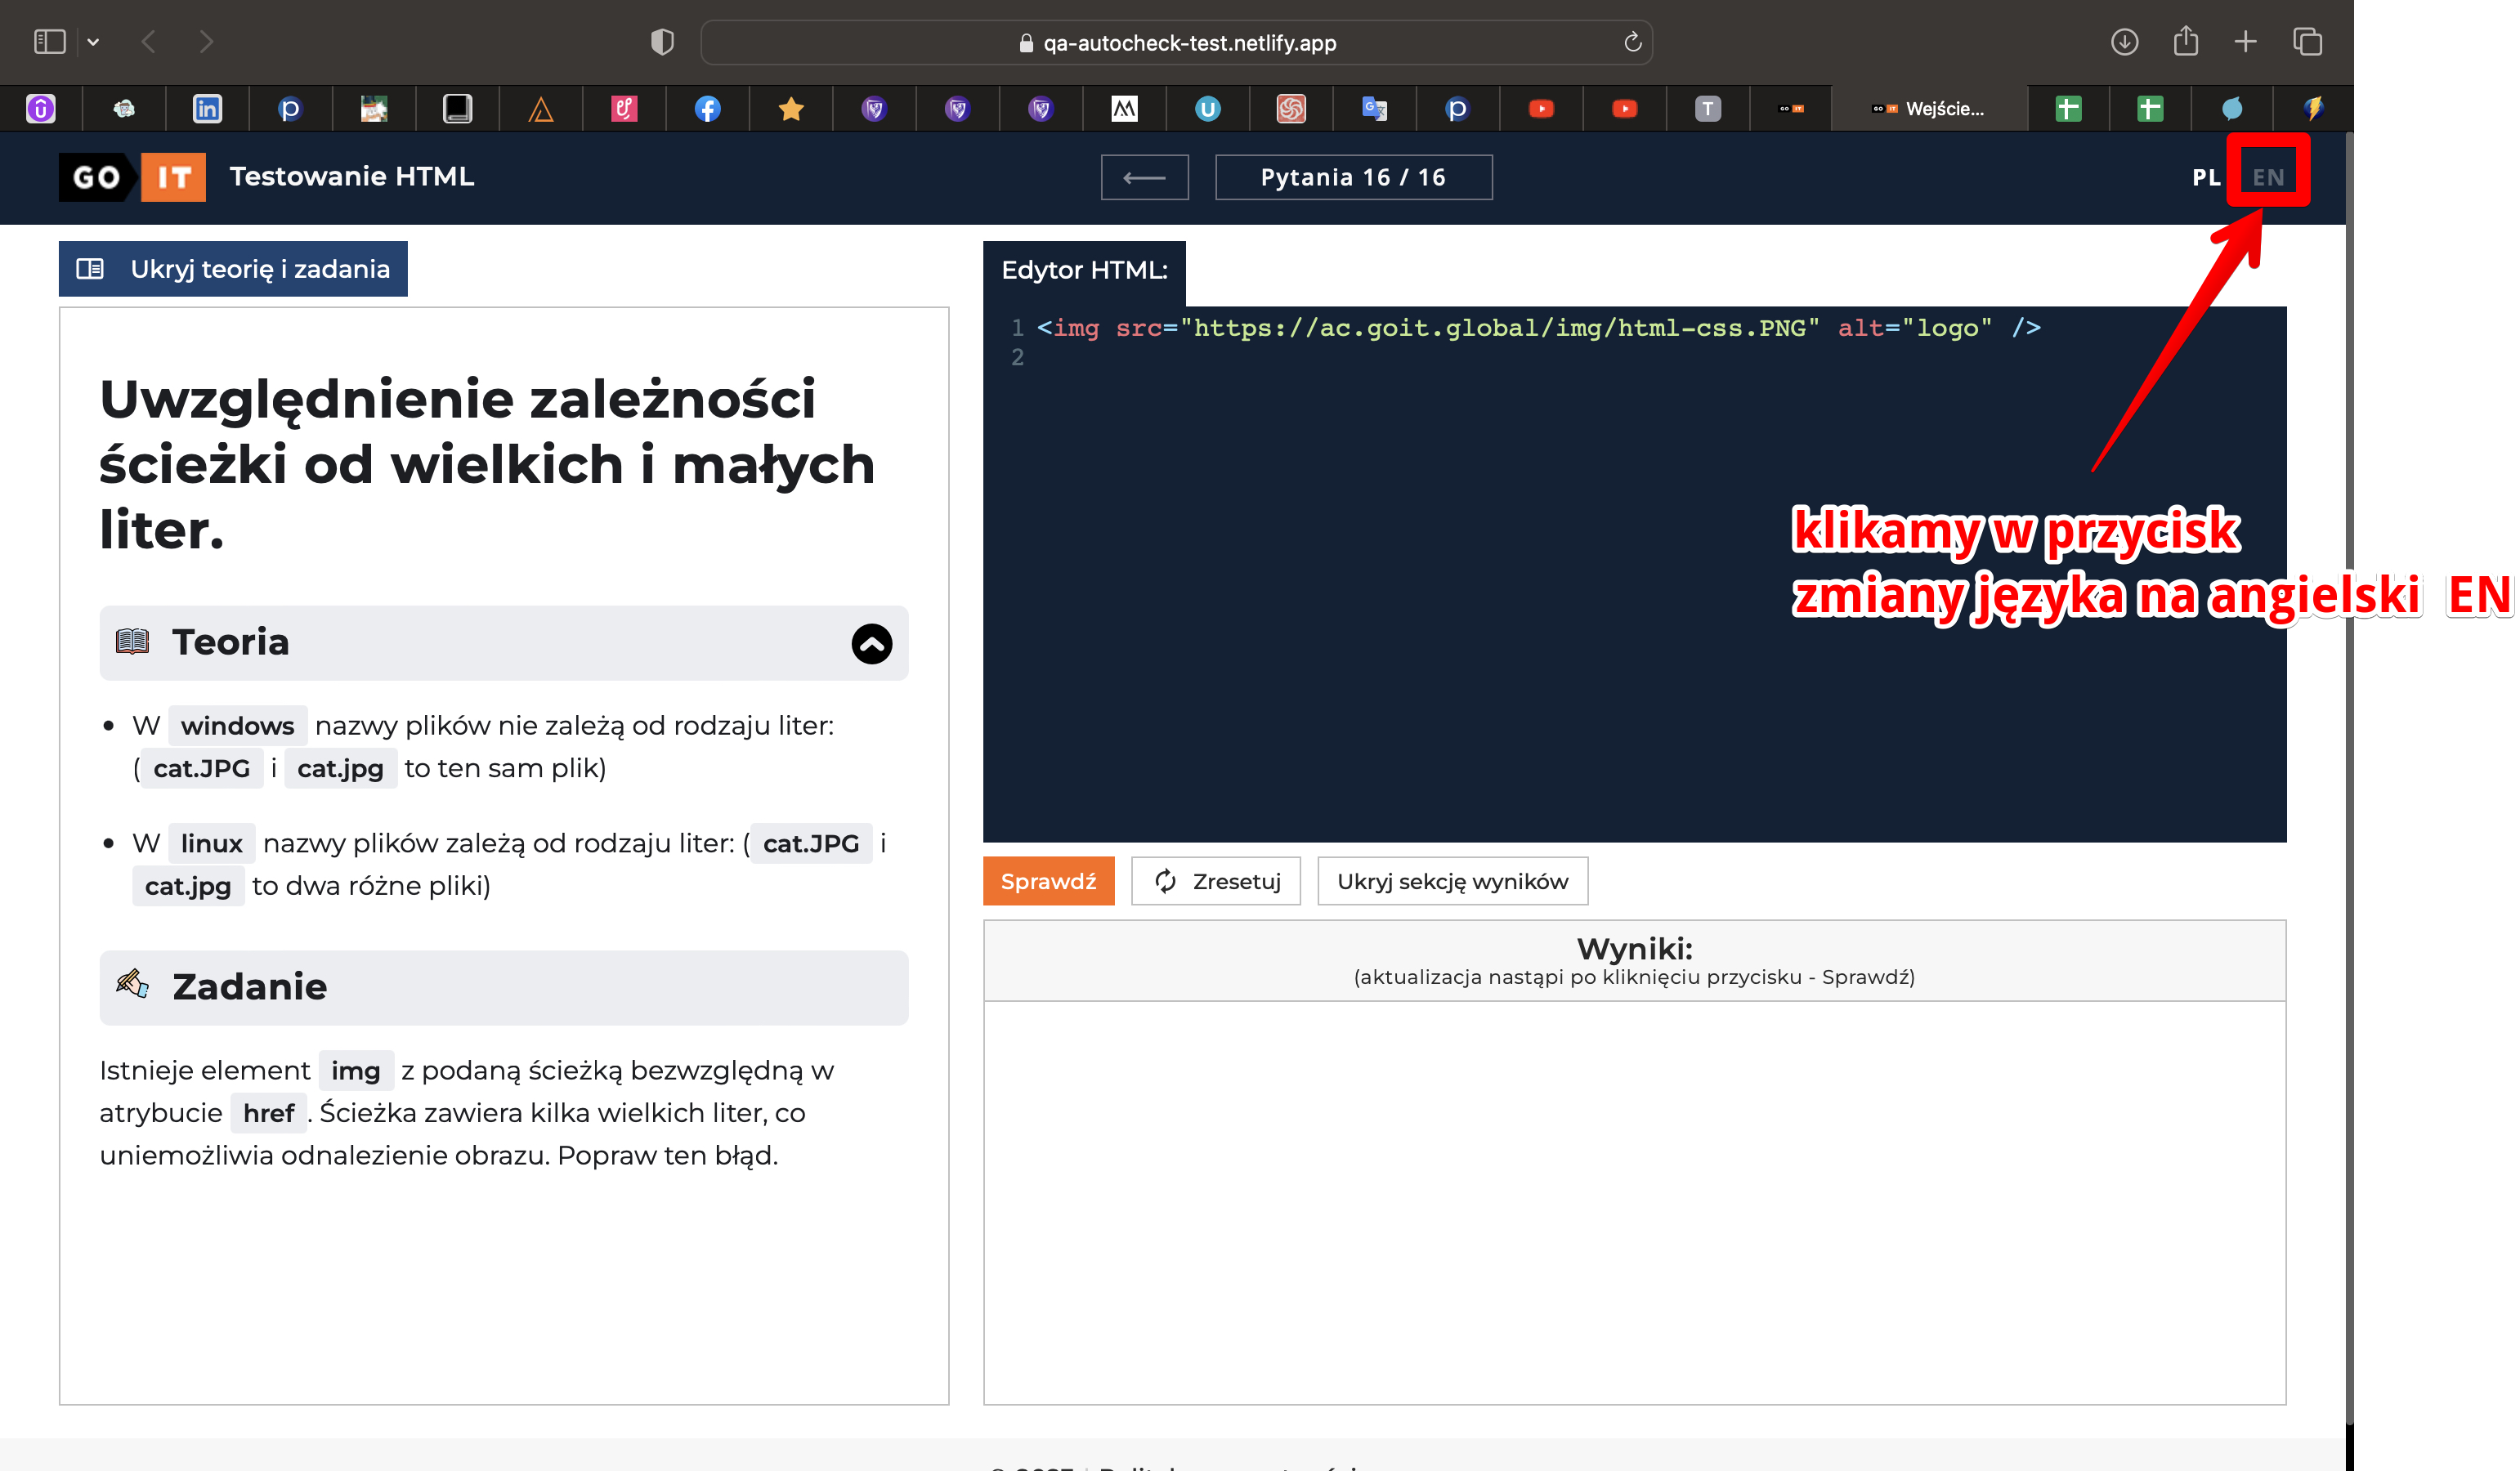 qa-autocheck-test.netlify.app
Wejście...
GO IT
Testowanie HTML
Pytania 16 / 16
PL EN
Ukryj teorię i zadania
Uwzględnienie zależności
ścieżki od wielkich i małych
liter.
Teoria
W windows nazwy plików nie zależą od rodzaju liter:
( cat.JPG i cat.jpg to ten sam plik)
W linux nazwy plików zależą od rodzaju liter: ( cat.JPG i
cat.jpg to dwa różne pliki)
Zadanie
Istnieje element img z podaną ścieżką bezwzględną w
atrybucie href . Ścieżka zawiera kilka wielkich liter, co
uniemożliwia odnalezienie obrazu. Popraw ten błąd.
Edytor HTML:
1 <img src="https://ac.goit.global/img/html-css.PNG" alt="logo" />
2
klikamy w przycisk
zmiany języka na angielski EN
Sprawdź
Zresetuj
Ukryj sekcję wyników
Wyniki:
(aktualizacja nastąpi po kliknięciu przycisku - Sprawdź)